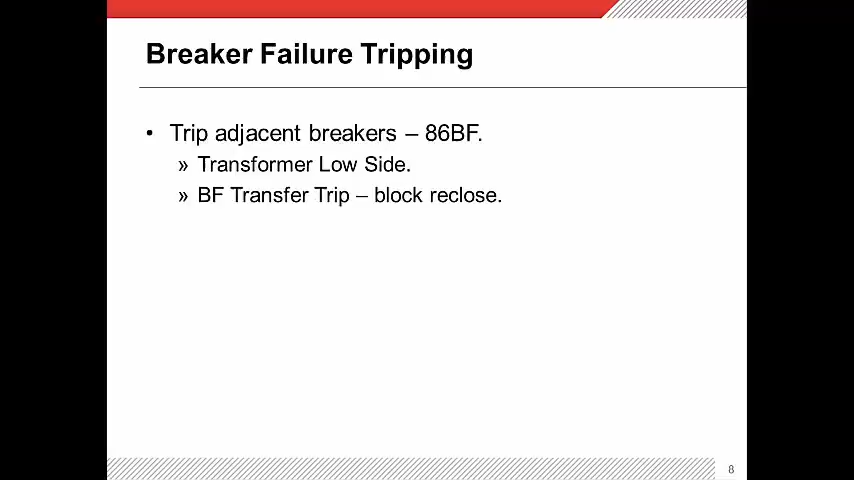 Breaker Failure Tripping
• Trip adjacent breakers – 86BF.
» Transformer Low Side.
» BF Transfer Trip – block reclose.
8